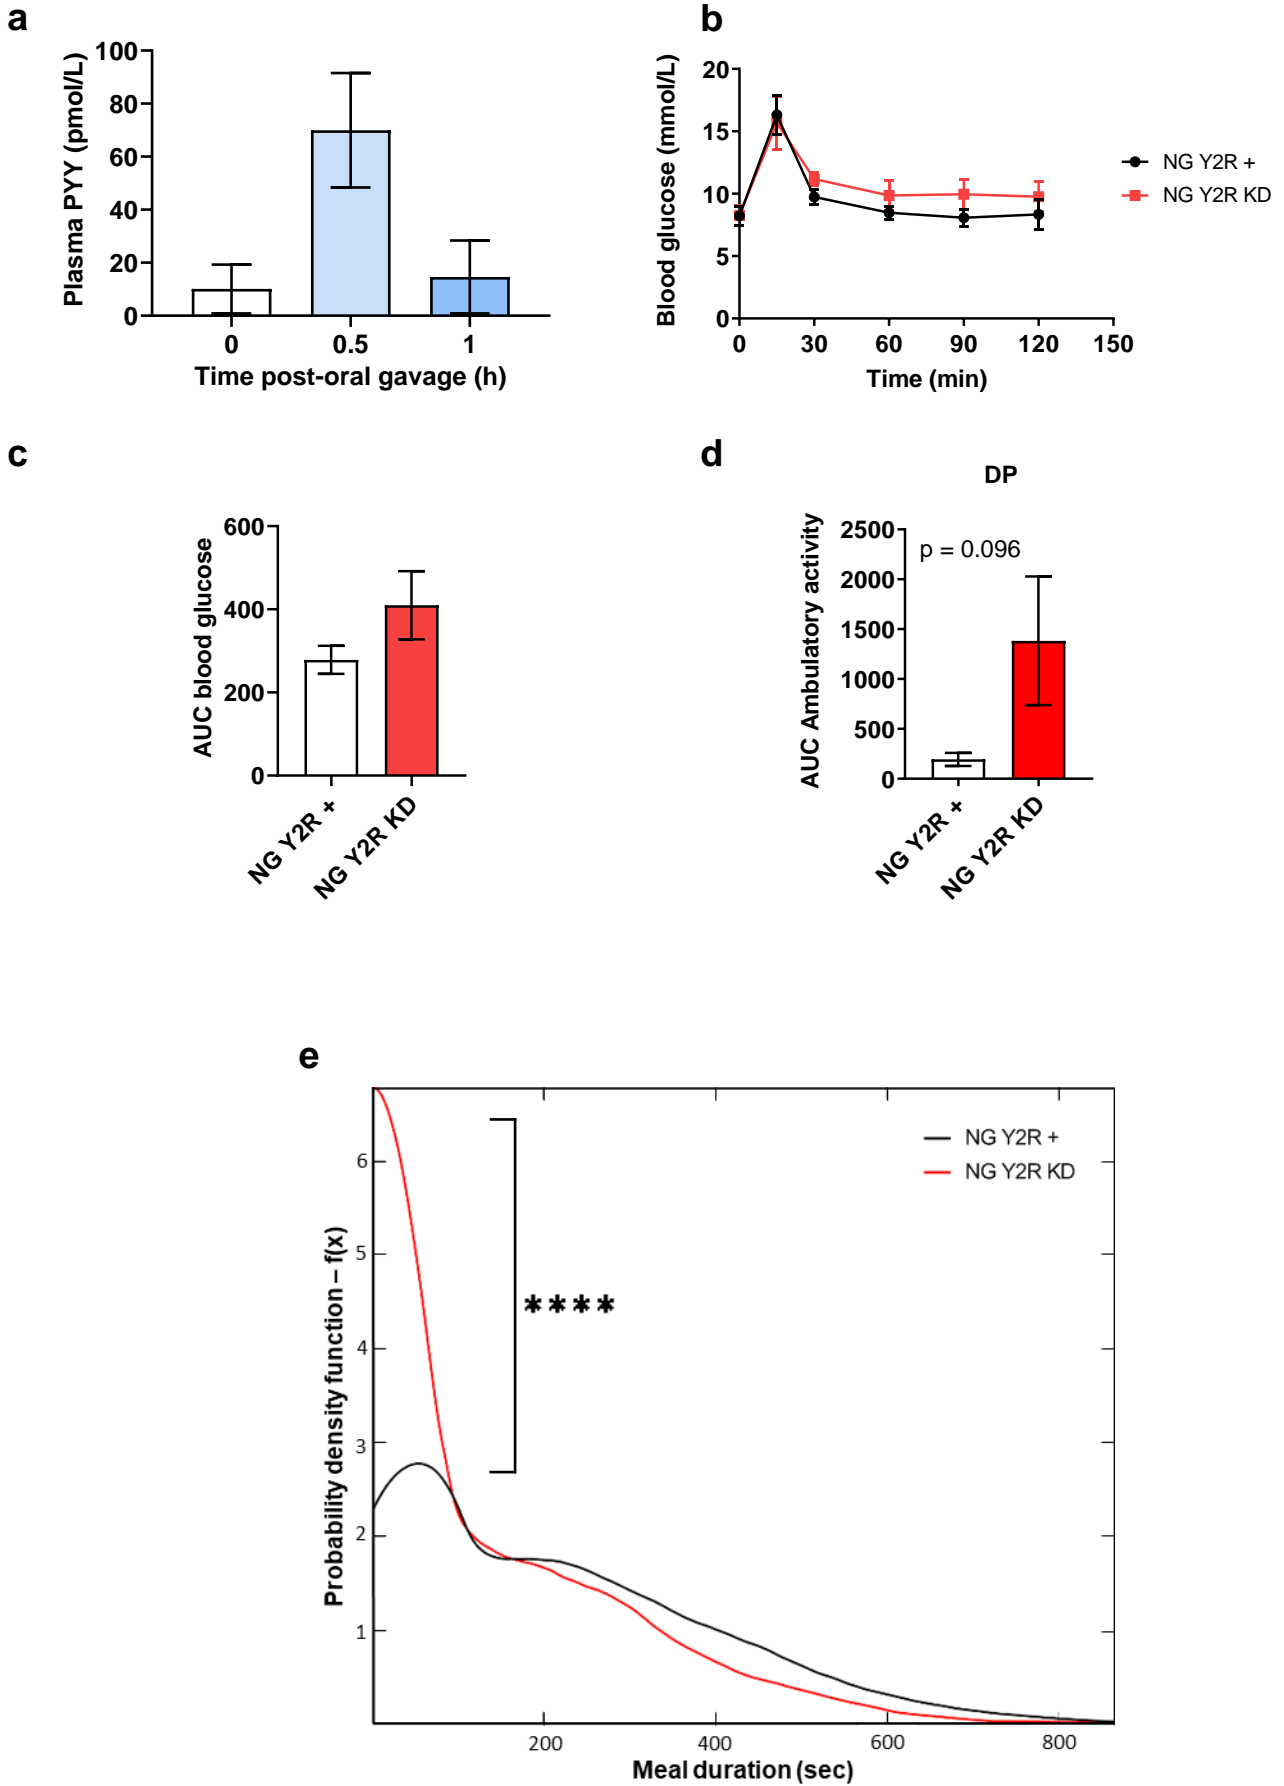 a
Plasma PYY (pmol/L)
100
80
60
40
20
0
0 0.5 1
Time post-oral gavage (h)
b
Blood glucose (mmol/L)
20
15
10
5
0
0 30 60 90 120 150
Time (min)
NG Y2R +
NG Y2R KD
c
AUC blood glucose
600
400
200
0
NG Y2R +
NG Y2R KD
d
DP
AUC Ambulatory activity
2500
2000
1500
1000
500
0
p = 0.096
NG Y2R +
NG Y2R KD
e
Probability density function – f(x)
6
5
4
3
2
1
200 400 600 800
Meal duration (sec)
NG Y2R +
NG Y2R KD
****